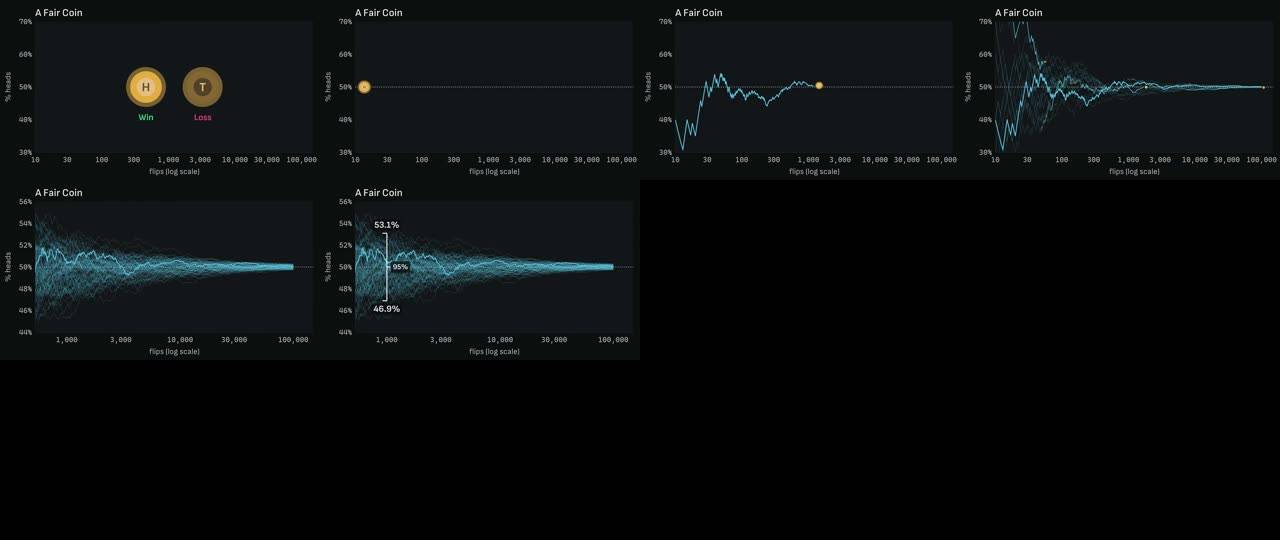 A Fair Coin
70%
60%
50%
40%
30%
% heads
H
T
Win
Loss
10 30 100 300 1,000 3,000 10,000 30,000 100,000
flips (log scale)
A Fair Coin
70%
60%
50%
40%
30%
% heads
10 30 100 300 1,000 3,000 10,000 30,000 100,000
flips (log scale)
A Fair Coin
70%
60%
50%
40%
30%
% heads
10 30 100 300 1,000 3,000 10,000 30,000 100,000
flips (log scale)
A Fair Coin
70%
60%
50%
40%
30%
% heads
10 30 100 300 1,000 3,000 10,000 30,000 100,000
flips (log scale)
A Fair Coin
56%
54%
52%
50%
48%
46%
44%
% heads
1,000 3,000 10,000 30,000 100,000
flips (log scale)
A Fair Coin
56%
54%
52%
50%
48%
46%
44%
% heads
53.1%
95%
46.9%
1,000 3,000 10,000 30,000 100,000
flips (log scale)